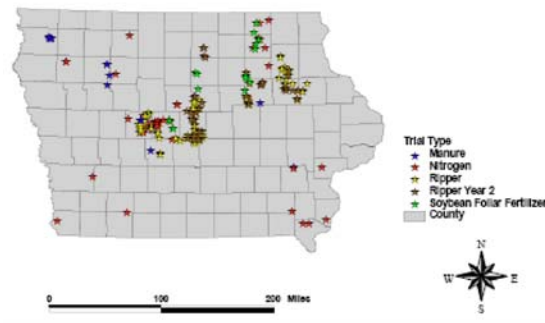 Trial Type
Manure
Nitrogen
Ripper
Ripper Year 2
Soybean Foliar Fertilizer
County
N
W E
S
0 100 200 Miles